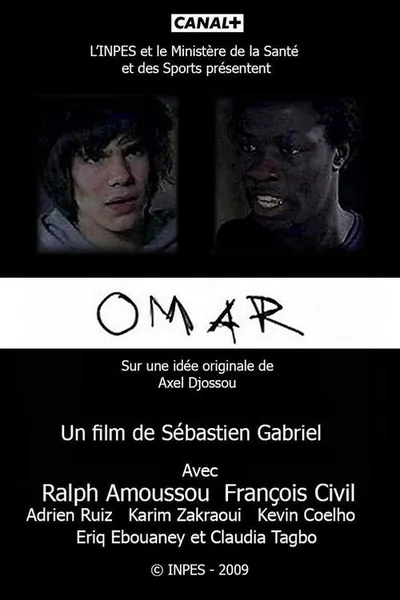 CANAL+
L'INPES et le Ministère de la Santé
et des Sports présentent
OMAR
Sur une idée originale de
Axel Djossou
Un film de Sébastien Gabriel
Avec
Ralph Amoussou François Civil
Adrien Ruiz Karim Zakraoui Kevin Coelho
Eriq Ebouaney et Claudia Tagbo
© INPES - 2009